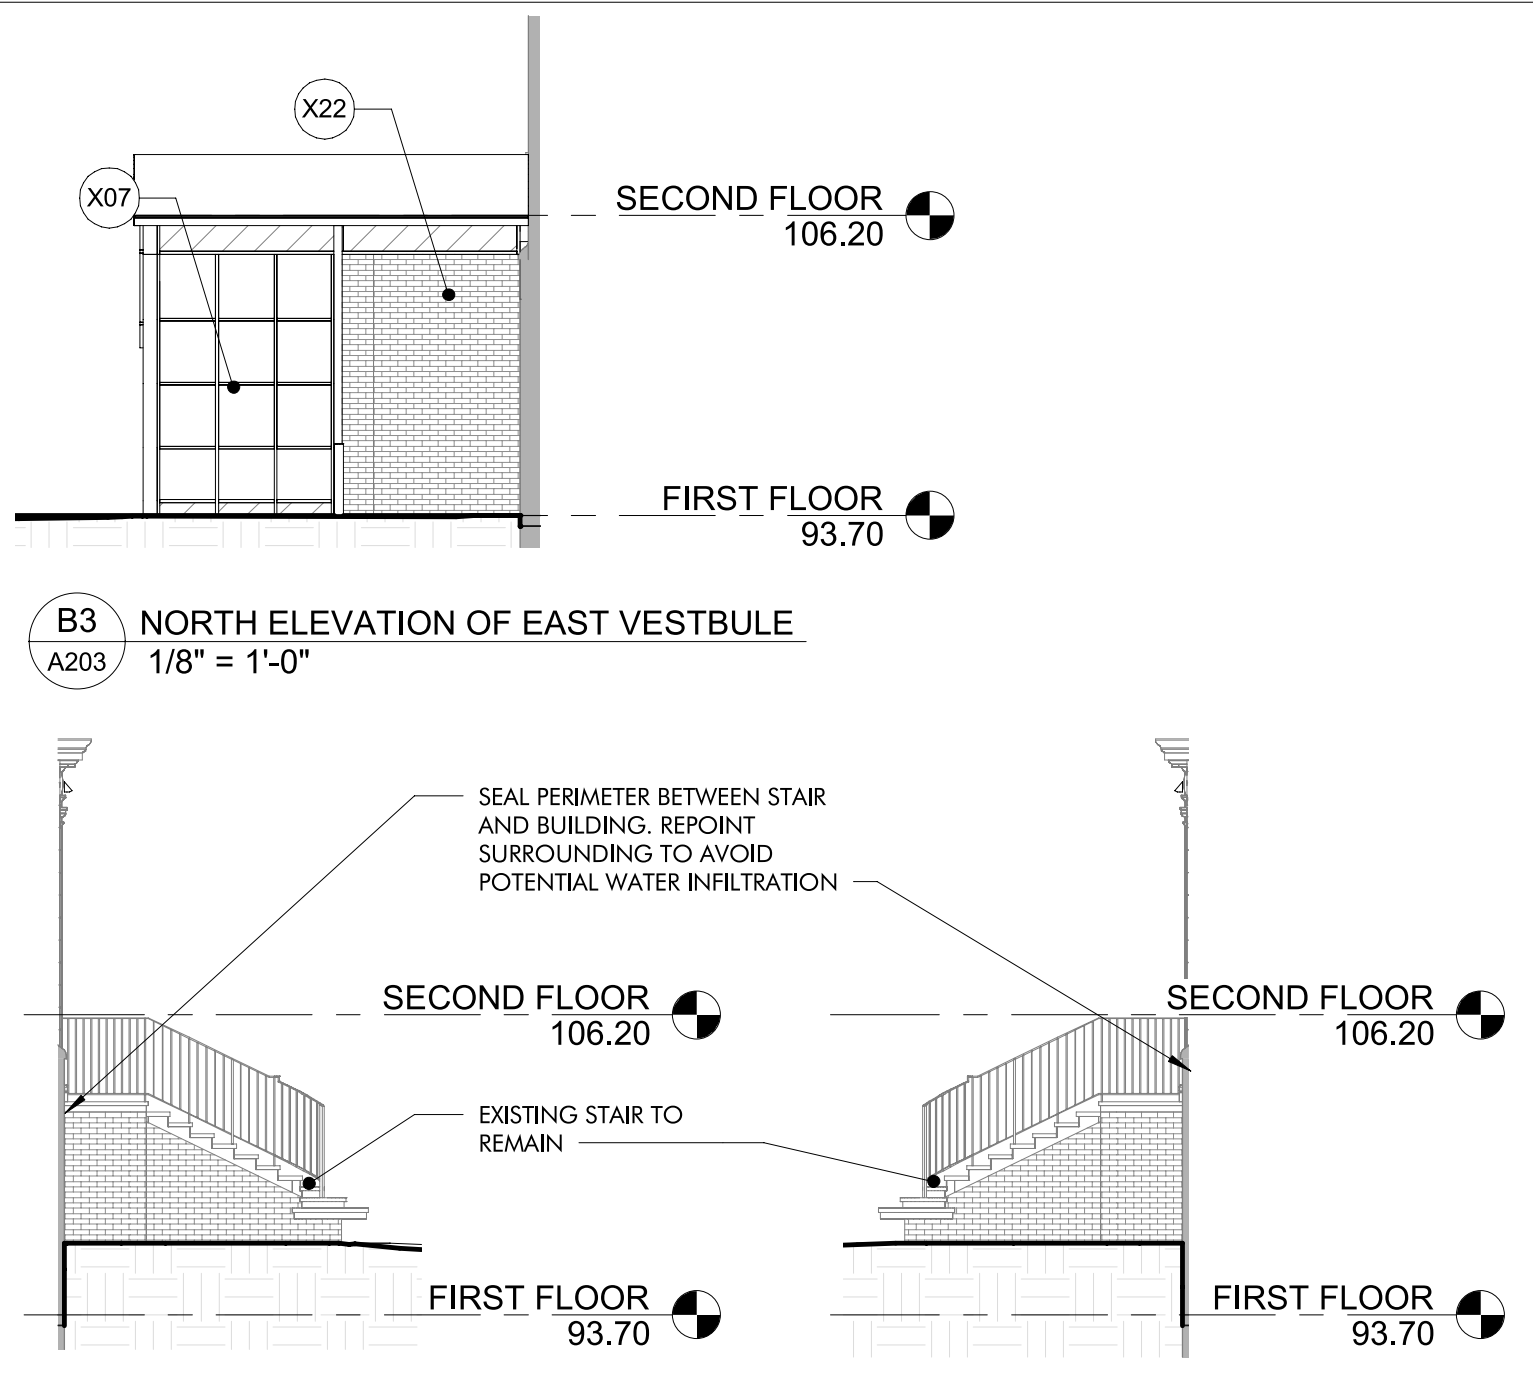 X22
X07
SECOND FLOOR
106.20
FIRST FLOOR
93.70
B3
A203
NORTH ELEVATION OF EAST VESTBULE
1/8" = 1'-0"
SEAL PERIMETER BETWEEN STAIR
AND BUILDING. REPOINT
SURROUNDING TO AVOID
POTENTIAL WATER INFILTRATION
SECOND FLOOR
106.20
SECOND FLOOR
106.20
EXISTING STAIR TO
REMAIN
FIRST FLOOR
93.70
FIRST FLOOR
93.70